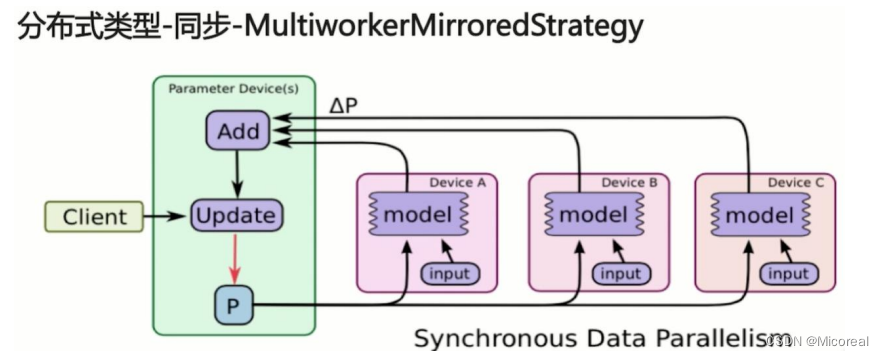 分布式类型-同步-MultiworkerMirroredStrategy
Parameter Device(s)
ΔP
Add
Device A
Device B
Device C
Client
Update
model
model
model
input
input
input
P
Synchronous Data Parallelism
CSDN @Micoreal